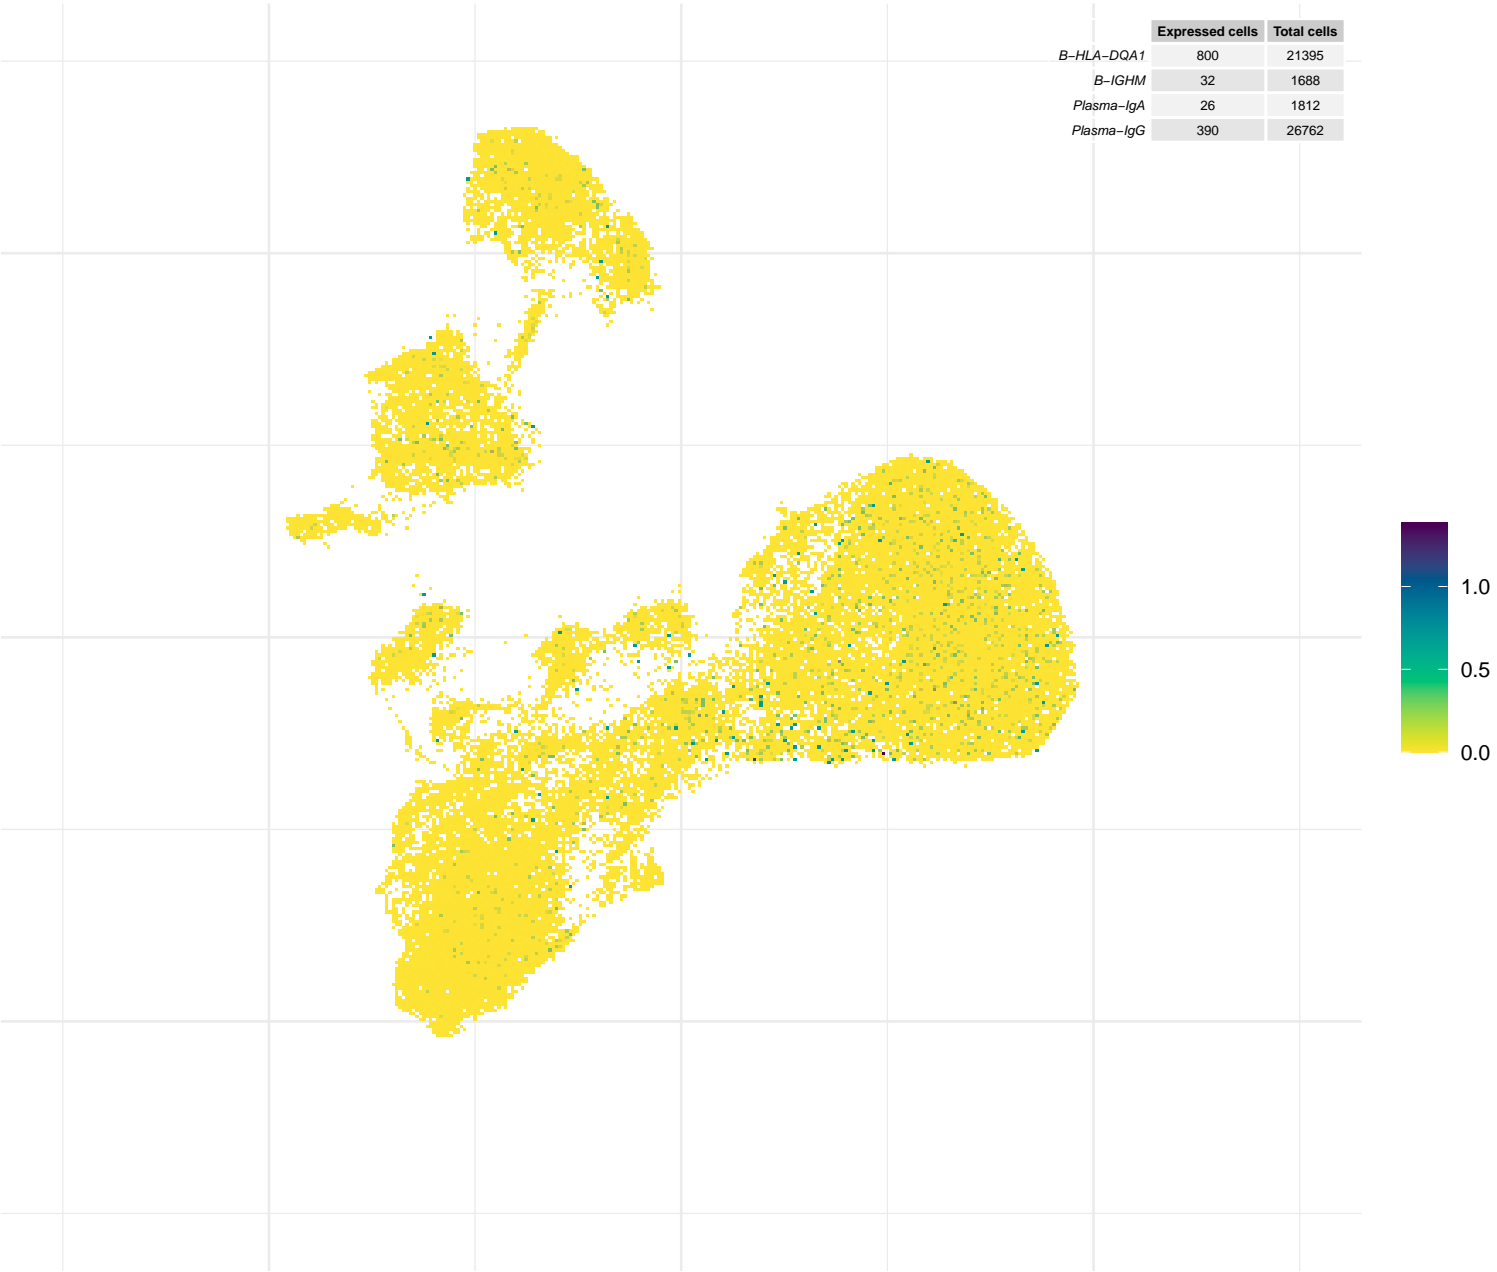 Expressed cells Total cells
B−HLA−DQA1 800 21395
B−IGHM 32 1688
Plasma−IgA 26 1812
Plasma−IgG 390 26762
1.0
0.5
0.0